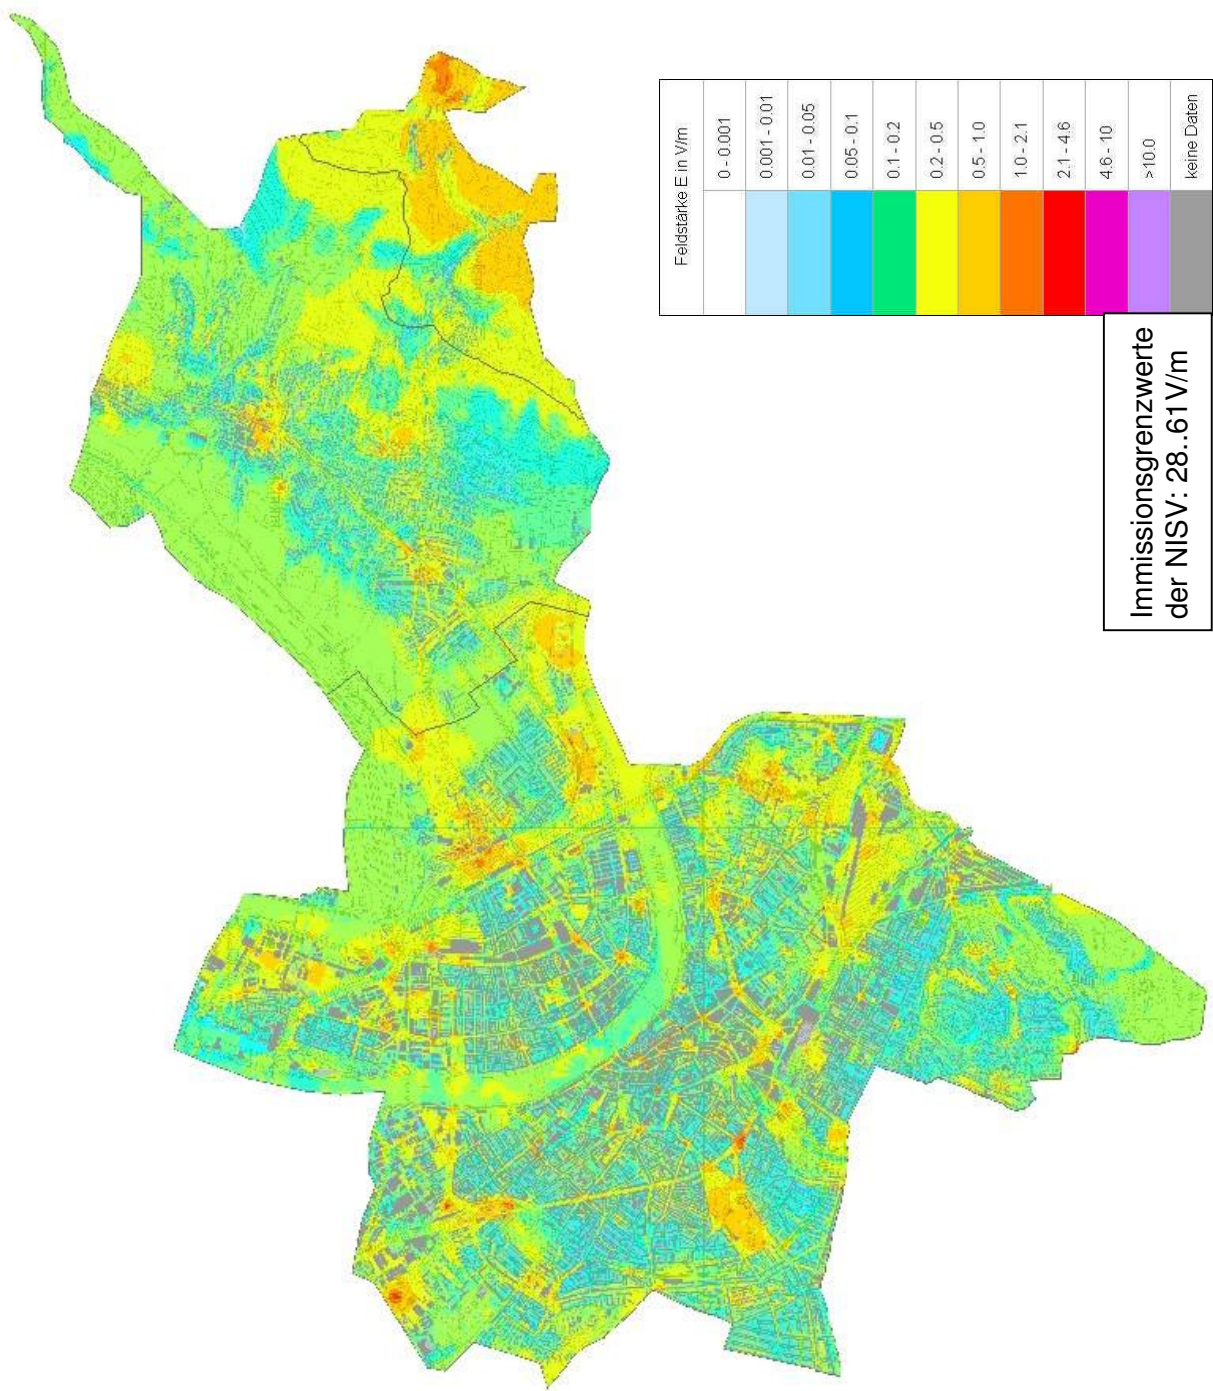 Feldstärke E in V/m
0 - 0.001
0.001 - 0.01
0.01 - 0.05
0.05 - 0.1
0.1 - 0.2
0.2 - 0.5
0.5 - 1.0
1.0 - 2.1
2.1 - 4.6
4.6 - 10
>10.0
keine Daten
Immissionsgrenzwerte
der NISV: 28..61V/m